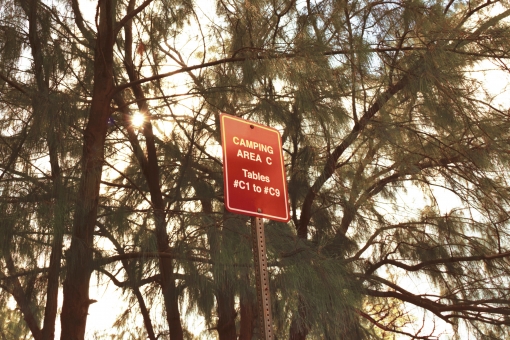 CAMPING
AREA C
Tables
#C1 to #C9